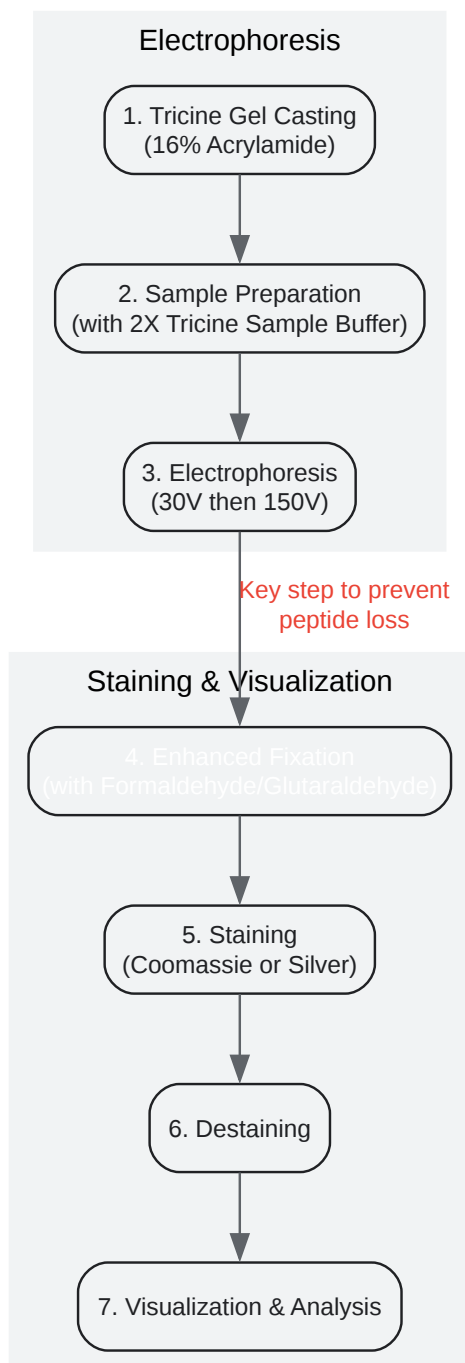 Electrophoresis
1. Tricine Gel Casting
(16% Acrylamide)
2. Sample Preparation
(with 2X Tricine Sample Buffer)
3. Electrophoresis
(30V then 150V)
Key step to prevent
peptide loss
Staining & Visualization
4. Enhanced Fixation
(with Formaldehyde/Glutaraldehyde)
5. Staining
(Coomassie or Silver)
6. Destaining
7. Visualization & Analysis